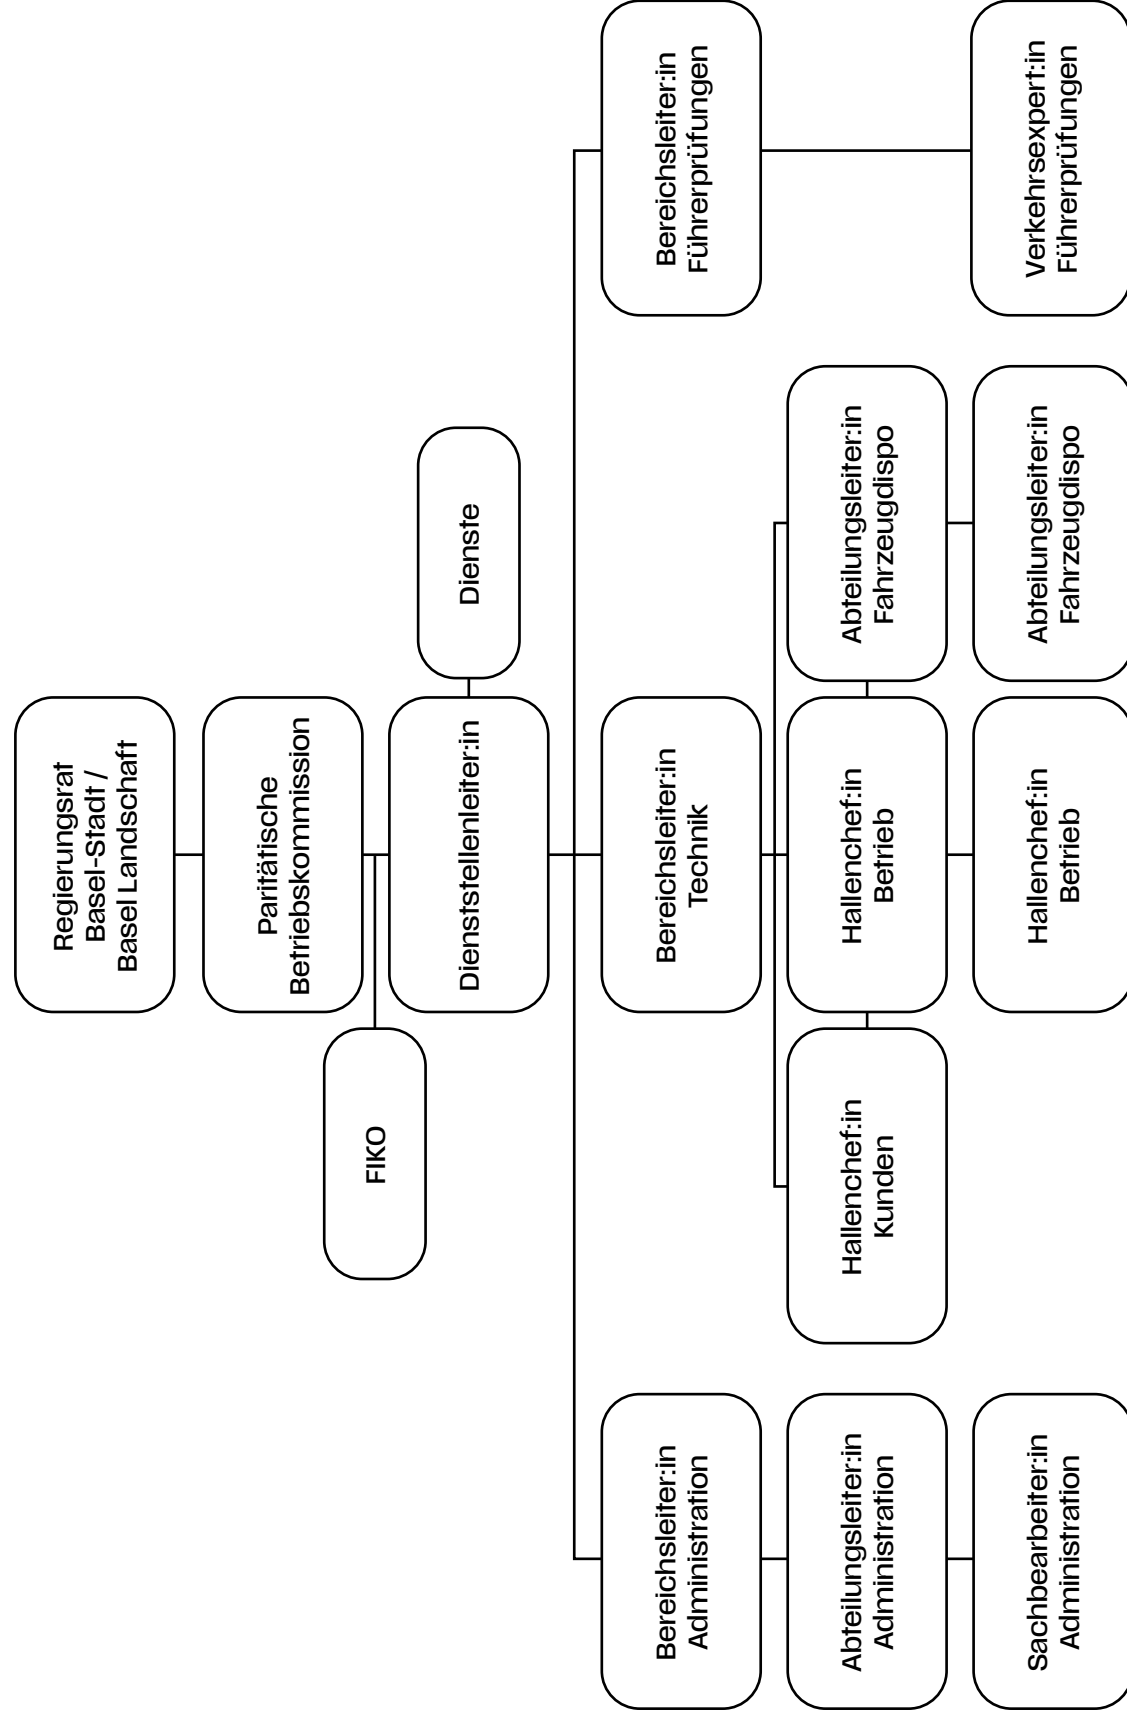 Regierungsrat
Basel-Stadt /
Basel Landschaft
Paritätische
Betriebskommission
FIKO
Dienststellenleiter:in
Dienste
Bereichsleiter:in
Administration
Bereichsleiter:in
Technik
Bereichsleiter:in
Führerprüfungen
Abteilungsleiter:in
Administration
Hallenchef:in
Kunden
Hallenchef:in
Betrieb
Abteilungsleiter:in
Fahrzeugdispo
Sachbearbeiter:in
Administration
Hallenchef:in
Betrieb
Abteilungsleiter:in
Fahrzeugdispo
Verkehrsexpert:in
Führerprüfungen